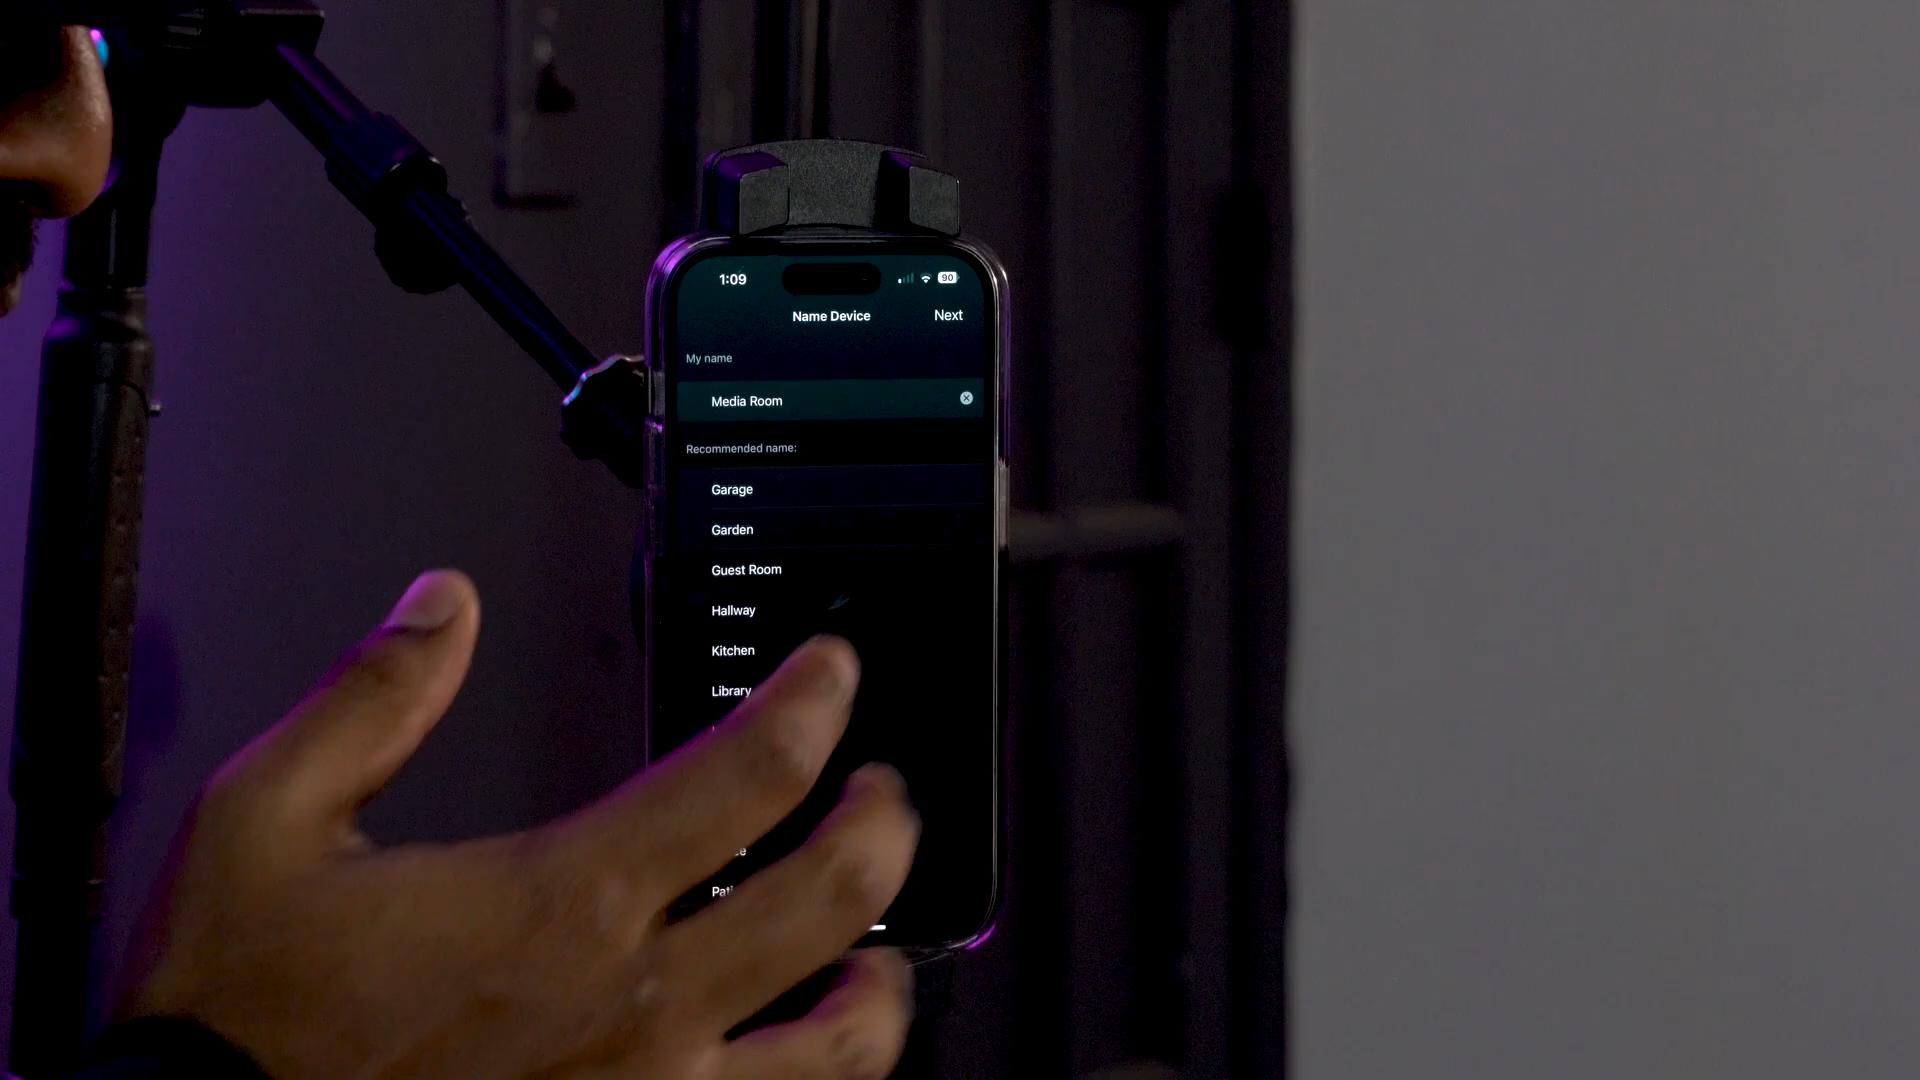 1:09
90
Name Device
Next
My name
Media Room
Recommended name:
Garage
Garden
Guest Room
Hallway
Kitchen
Library